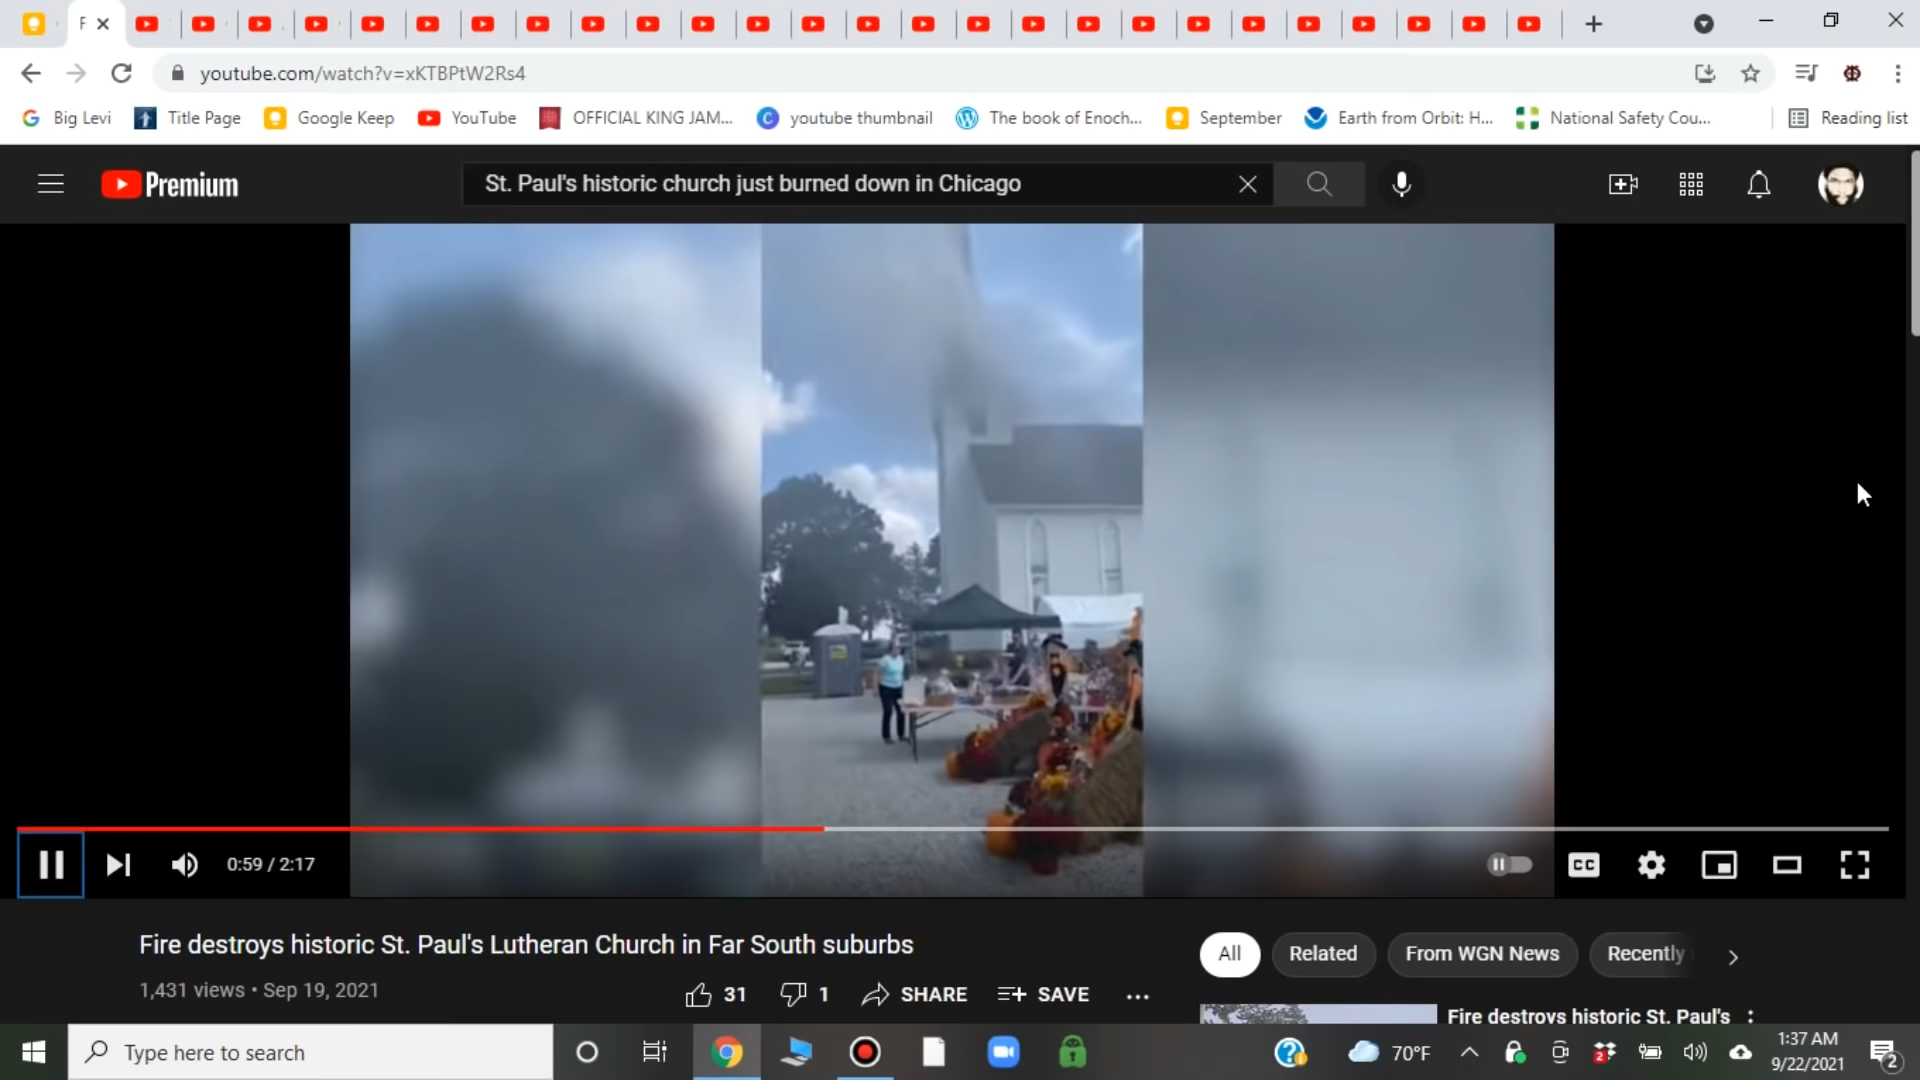 F
youtube.com/watch?v=xKTBPtW2Rs4
Big Levi
Title Page
Google Keep
YouTube
OFFICIAL KING JAM...
youtube thumbnail
The book of Enoch...
September
Earth from Orbit: H...
National Safety Cou...
Reading list
Premium
St. Paul's historic church just burned down in Chicago
0:59 / 2:17
CC
Fire destroys historic St. Paul's Lutheran Church in Far South suburbs
1,431 views • Sep 19, 2021
31
1
SHARE
SAVE
All
Related
From WGN News
Recently
Fire destroys historic St. Paul's
Type here to search
70°F
2
1:37 AM
9/22/2021
2